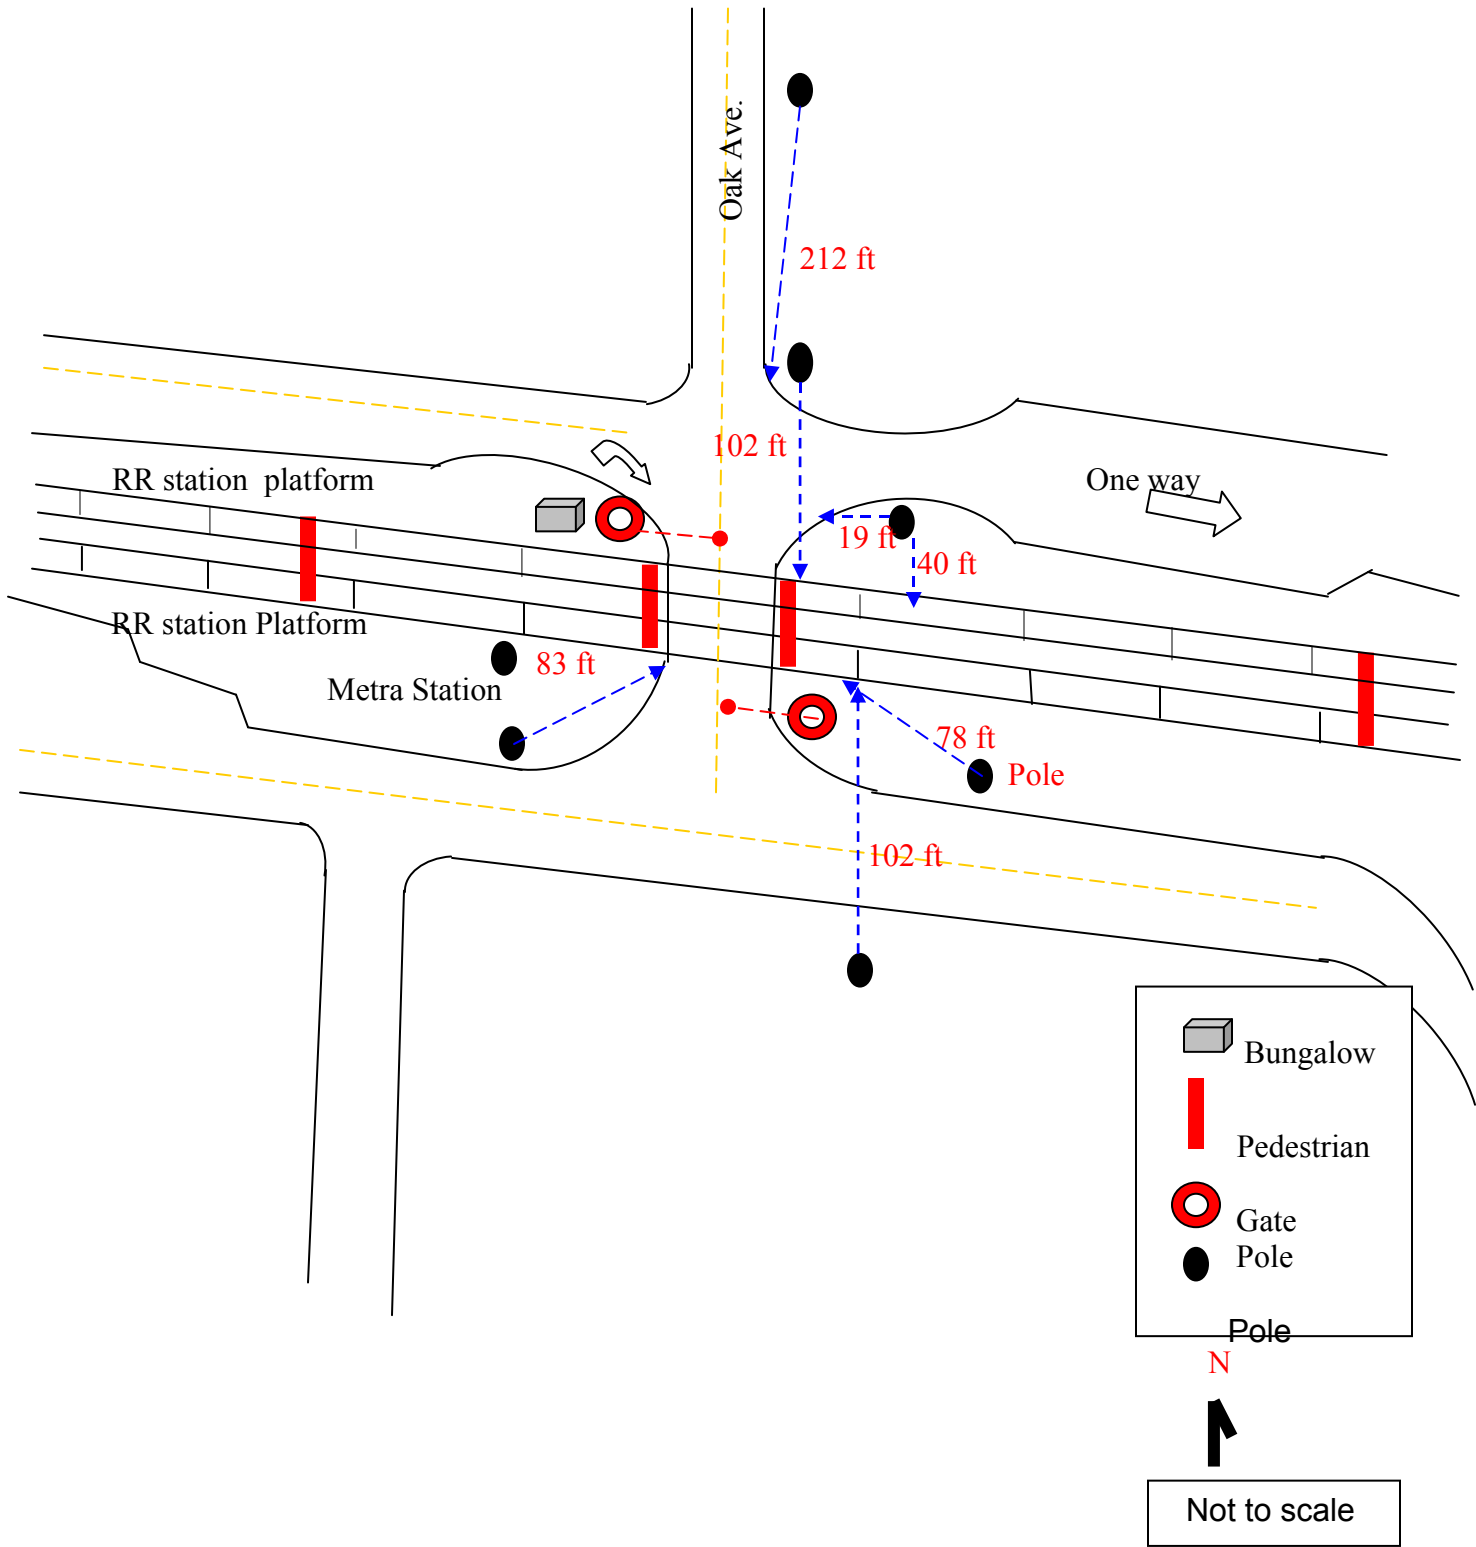 Oak Ave.
212 ft
102 ft
RR station  platform
One way
19 ft
40 ft
RR station Platform
83 ft
Metra Station
78 ft
Pole
102 ft
Bungalow
Pedestrian
Gate
Pole
Pole
N
Not to scale